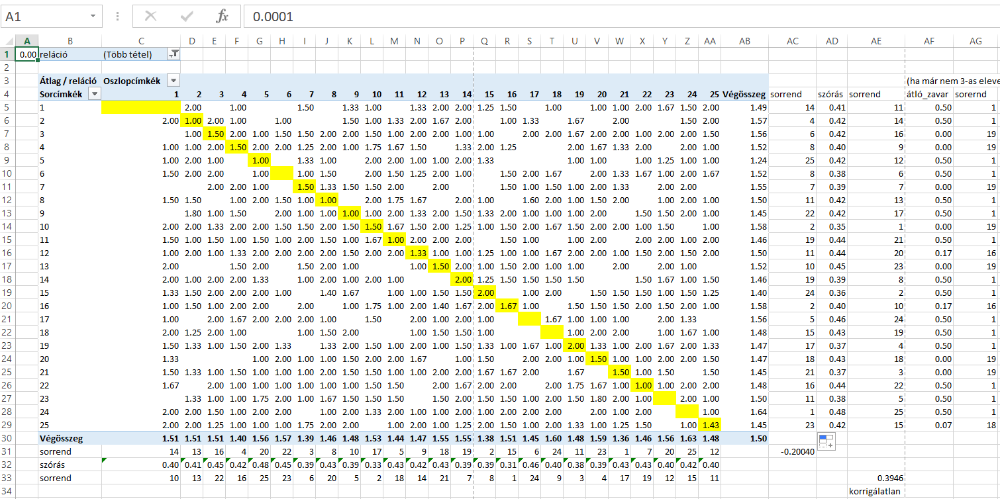 A1 fx 0.0001
A B C D E F G H I J K L M N O P Q R S T U V W X Y Z AA AB AC AD AE AF AG
1 0.00 reláció (Több tétel)
2
3 Átlag / reláció Oszlopcímkék (ha már nem 3-as eleve
4 Sorcímkék 1 2 3 4 5 6 7 8 9 10 11 12 13 14 15 16 17 18 19 20 21 22 23 24 25 Végösszeg sorrend szórás sorrend átló_zavar sorernd
5 1 2.00 1.00 1.50 1.33 1.00 1.33 2.00 2.00 1.25 1.50 1.00 1.00 1.00 2.00 1.67 1.50 2.00 1.49 14 0.41 11 0.50 1
6 2 2.00 1.00 2.00 1.00 1.00 1.50 1.00 1.33 2.00 1.67 2.00 1.00 1.33 1.67 2.00 1.50 2.00 1.57 4 0.42 14 0.50 1
7 3 1.00 1.50 2.00 1.00 1.50 1.50 2.00 2.00 1.50 1.00 2.00 2.00 1.00 1.00 2.00 2.00 1.67 2.00 2.00 1.00 2.00 2.00 1.50 1.56 6 0.42 16 0.00 19
8 4 1.00 1.00 2.00 1.50 2.00 2.00 1.25 2.00 1.00 1.75 1.67 1.50 1.33 2.00 1.25 2.00 1.67 1.33 2.00 2.00 1.00 1.52 8 0.40 9 0.00 19
9 5 1.00 2.00 1.00 1.00 1.33 1.00 2.00 2.00 1.00 1.00 2.00 1.33 1.00 1.00 1.00 1.25 1.00 1.00 1.24 25 0.42 12 0.50 1
10 6 1.50 2.00 2.00 1.00 1.00 1.50 2.00 1.50 1.25 2.00 1.00 1.50 2.00 1.67 2.00 1.33 1.67 1.00 2.00 1.67 1.52 8 0.38 6 0.50 1
11 7 2.00 2.00 1.00 1.50 1.33 1.50 1.50 2.00 2.00 1.50 1.00 1.50 1.00 2.00 1.33 2.00 2.00 1.55 7 0.39 7 0.00 19
12 8 1.50 1.50 1.00 2.00 1.50 1.00 1.00 2.00 1.75 1.67 2.00 1.00 1.60 2.00 1.00 1.50 2.00 1.00 2.00 1.00 1.50 11 0.42 13 0.50 1
13 9 1.80 1.00 1.50 2.00 1.00 1.00 1.00 1.00 2.00 1.33 2.00 1.50 1.33 2.00 1.00 1.00 1.00 2.00 1.50 1.50 2.00 1.00 1.45 22 0.42 17 0.50 1
14 10 2.00 2.00 1.33 2.00 2.00 1.50 1.50 2.00 1.50 1.50 1.67 1.50 2.00 1.25 1.00 1.50 2.00 1.67 1.50 2.00 2.00 1.00 1.50 1.00 1.58 2 0.35 1 0.00 19
15 11 1.50 1.00 1.50 1.00 1.50 1.00 2.00 1.50 1.00 1.67 1.00 2.00 2.00 2.00 1.50 1.00 1.00 2.00 2.00 2.00 1.00 2.00 1.46 19 0.44 21 0.50 1
16 12 1.00 2.00 1.00 1.33 2.00 2.00 2.00 2.00 1.50 2.00 2.00 1.33 1.00 1.00 1.25 1.00 1.00 1.67 2.00 2.00 1.00 1.50 2.00 1.50 2.00 1.50 11 0.44 20 0.17 16
17 13 2.00 1.50 2.00 1.50 2.00 1.00 1.00 1.50 2.00 1.00 1.50 2.00 1.00 1.00 2.00 2.00 1.00 1.52 10 0.45 23 0.00 19
18 14 2.00 1.00 2.00 2.00 1.33 1.00 2.00 1.00 2.00 1.00 2.00 1.25 1.50 1.50 1.50 1.50 1.50 1.67 1.00 1.50 1.46 19 0.39 8 0.50 1
19 15 1.33 1.50 2.00 2.00 2.00 1.00 1.40 1.67 1.00 1.00 1.50 1.50 2.00 1.00 2.00 1.50 1.50 1.50 1.00 1.50 1.25 1.40 24 0.36 2 0.50 1
20 16 1.00 1.50 1.00 2.00 2.00 2.00 1.00 1.75 1.00 2.00 1.40 1.67 2.00 1.67 1.00 1.50 1.50 1.50 2.00 1.50 2.00 1.00 1.58 2 0.40 10 0.17 16
21 17 1.00 2.00 1.67 2.00 2.00 2.00 1.00 1.50 2.00 1.00 2.00 1.00 1.67 1.00 1.00 1.00 2.00 1.33 1.56 5 0.46 24 0.50 1
22 18 2.00 1.25 2.00 1.00 1.00 1.50 2.00 1.00 1.50 1.50 1.00 2.00 2.00 1.00 1.67 1.00 1.48 15 0.43 19 0.50 1
23 19 1.50 1.33 1.00 1.50 2.00 1.33 1.33 2.00 1.50 1.00 2.00 1.00 1.50 1.33 1.00 1.67 1.00 2.00 1.33 1.00 2.00 1.67 2.00 1.33 1.47 17 0.37 4 0.50 1
24 20 1.33 1.00 2.00 1.00 1.00 1.50 2.00 2.00 1.67 1.00 1.50 2.00 2.00 1.00 1.50 1.00 1.00 2.00 2.00 1.50 1.47 18 0.43 18 0.00 19
25 21 1.50 1.33 1.00 1.50 1.00 1.00 1.00 2.00 1.50 1.00 1.00 2.00 2.00 1.67 1.67 2.00 1.67 1.50 1.00 1.50 1.50 1.45 21 0.37 3 0.00 19
26 22 1.67 2.00 1.00 1.00 1.00 1.00 1.00 1.00 1.50 1.50 2.00 1.67 2.00 2.00 2.00 1.75 1.67 1.00 1.00 1.00 2.00 2.00 1.48 16 0.44 22 0.50 1
27 23 1.33 1.00 1.00 1.75 2.00 1.00 1.67 1.50 1.50 1.50 1.50 2.00 1.50 1.50 1.00 2.00 1.50 1.80 2.00 1.00 2.00 1.00 1.50 11 0.38 5 0.50 1
28 24 2.00 2.00 1.50 2.00 2.00 1.00 2.00 1.33 2.00 1.00 1.00 2.00 2.00 1.00 2.00 2.00 1.00 2.00 2.00 1.00 1.64 1 0.48 25 0.50 1
29 25 2.00 2.00 1.25 1.00 1.00 1.75 2.00 2.00 1.00 2.00 1.00 1.25 2.00 1.50 1.00 2.00 1.33 1.00 1.25 1.50 1.00 1.43 1.45 23 0.42 15 0.07 18
30 Végösszeg 1.51 1.51 1.51 1.40 1.56 1.57 1.39 1.46 1.48 1.53 1.44 1.47 1.55 1.55 1.38 1.51 1.45 1.60 1.48 1.59 1.36 1.46 1.56 1.63 1.48 1.50
31 sorrend 14 13 16 4 20 22 3 8 10 17 5 9 18 19 2 15 6 24 11 23 1 7 20 25 12 -0.20040
32 szórás 0.40 0.41 0.45 0.42 0.48 0.45 0.39 0.43 0.39 0.33 0.43 0.42 0.43 0.39 0.39 0.31 0.46 0.40 0.38 0.39 0.43 0.43 0.40 0.42 0.40
33 sorrend 10 13 22 16 25 23 6 20 5 2 18 14 21 7 8 1 24 9 3 4 17 19 12 15 11 0.3946
34 korrigálatlan